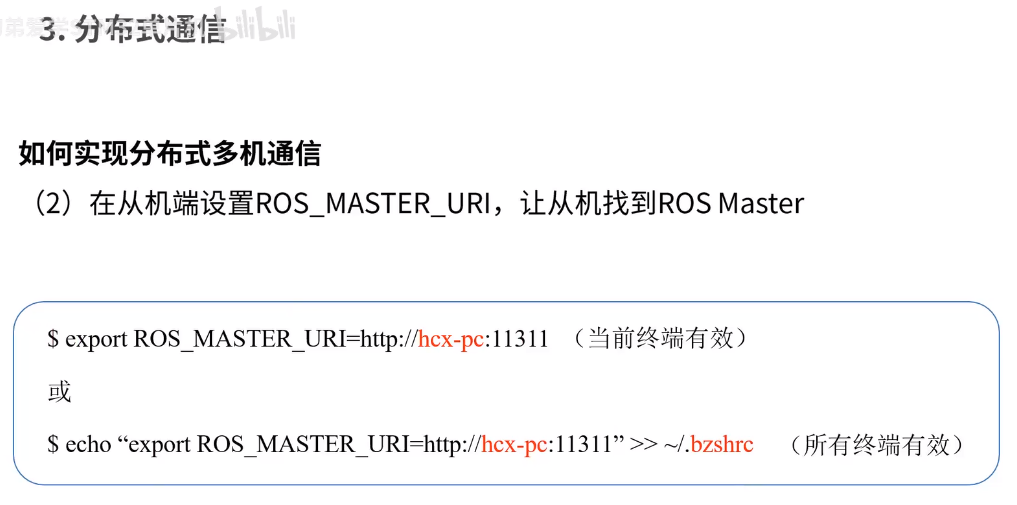 3. 分布式通信
bilibili
如何实现分布式多机通信
（2）在从机端设置ROS_MASTER_URI，让从机找到ROS Master
$ export ROS_MASTER_URI=http://hcx-pc:11311 （当前终端有效）
或
$ echo “export ROS_MASTER_URI=http://hcx-pc:11311” >> ~/.bzshrc （所有终端有效）